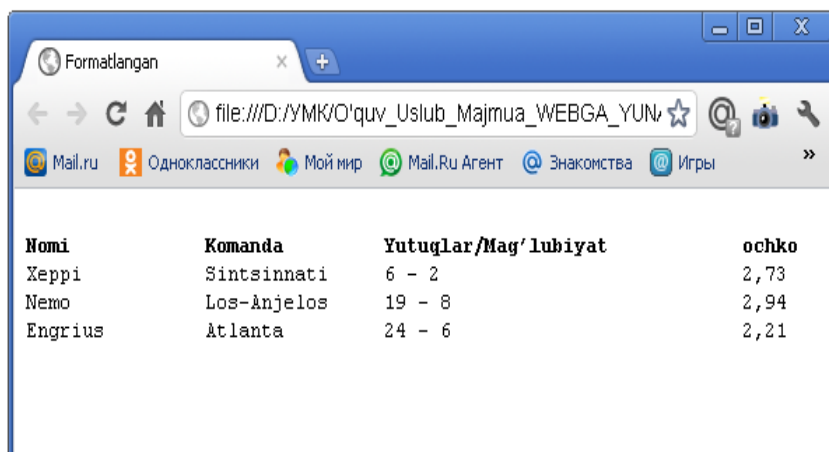 Formatlangan
file:///D:/УМК/O'quv_Uslub_Majmua_WEBGA_YUNA
Mail.ru Одноклассники Мой мир Mail.Ru Агент Знакомства Игры »
Nomi Komanda Yutuqlar/Mag'lubiyat ochko
Xeppi Sintsinnati 6 - 2 2,73
Nemo Los-Anjelos 19 - 8 2,94
Engrius Atlanta 24 - 6 2,21